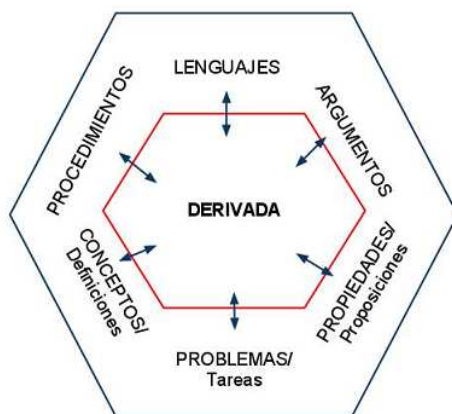 LENGUAJES
PROCEDIMIENTOS
ARGUMENTOS
DERIVADA
CONCEPTOS/
Definiciones
PROPIEDADES/
Proposiciones
PROBLEMAS/
Tareas